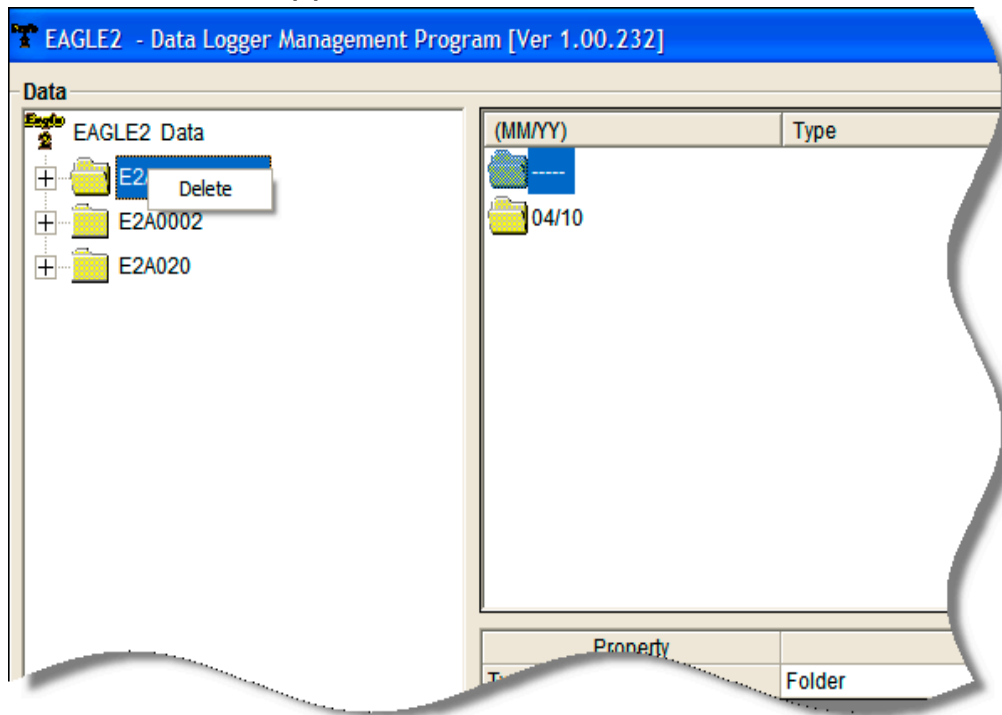 EAGLE2 - Data Logger Management Program [Ver 1.00.232]
Data
EAGLE2 Data
Delete
E2A0002
E2A020
(MM/YY) Type
-----
04/10
Property
Folder